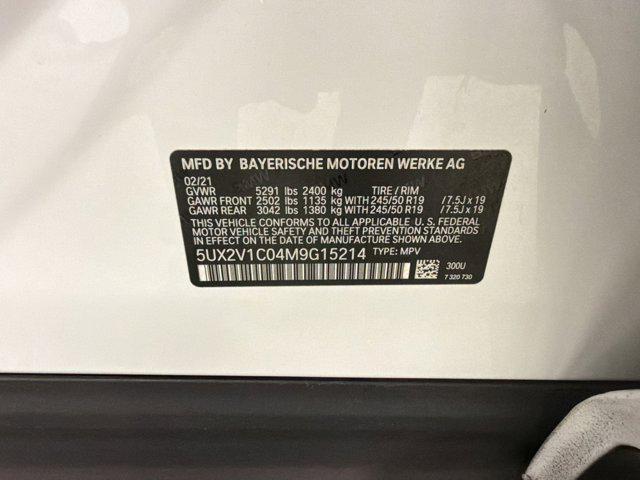 MFD BY BAYERISCHE MOTOREN WERKE AG
02/21
GVWR 5291 lbs 2400 kg TIRE / RIM
GAWR FRONT 2502 lbs 1135 kg WITH 245/50 R19 / 7.5J x 19
GAWR REAR 3042 lbs 1380 kg WITH 245/50 R19 / 7.5J x 19
THIS VEHICLE CONFORMS TO ALL APPLICABLE U.S. FEDERAL
MOTOR VEHICLE SAFETY STANDARDS
IN EFFECT ON THE DATE OF MANUFACTURE SHOWN ABOVE.
5UX2V1C04M9G15214 TYPE: MPV
300U
7 320 730